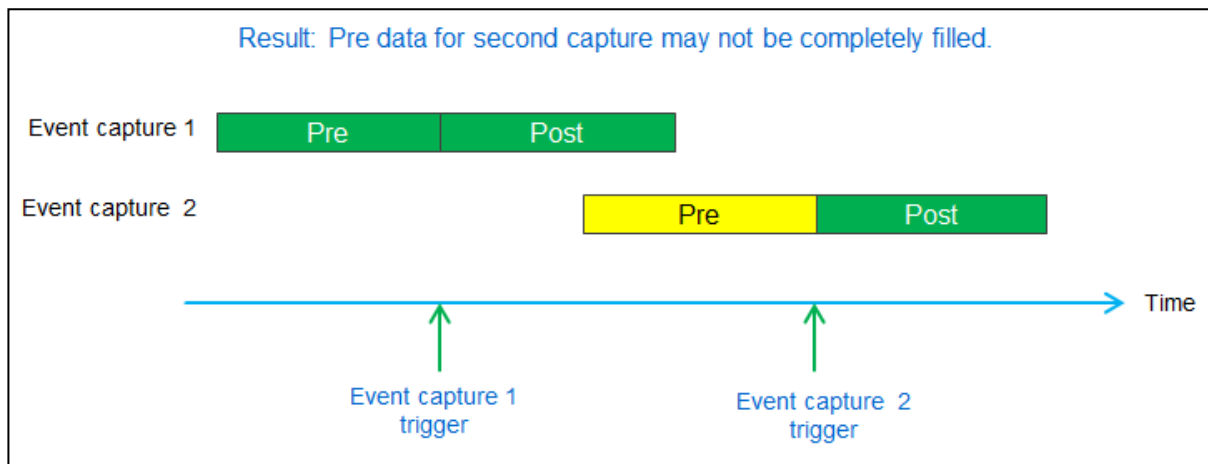 Result: Pre data for second capture may not be completely filled.
Event capture 1
Pre
Post
Event capture 2
Pre
Post
Time
Event capture 1
trigger
Event capture 2
trigger